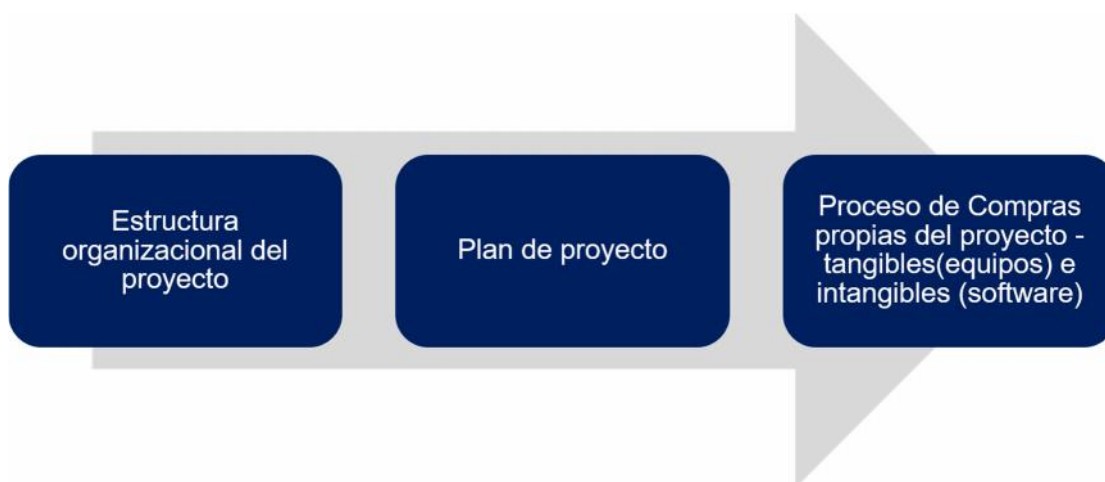 Estructura
organizacional del
proyecto
Plan de proyecto
Proceso de Compras
propias del proyecto -
tangibles(equipos) e
intangibles (software)